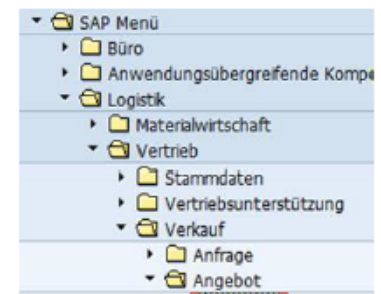 SAP Menü
Büro
Anwendungsübergreifende Kompe
Logistik
Materialwirtschaft
Vertrieb
Stammdaten
Vertriebsunterstützung
Verkauf
Anfrage
Angebot